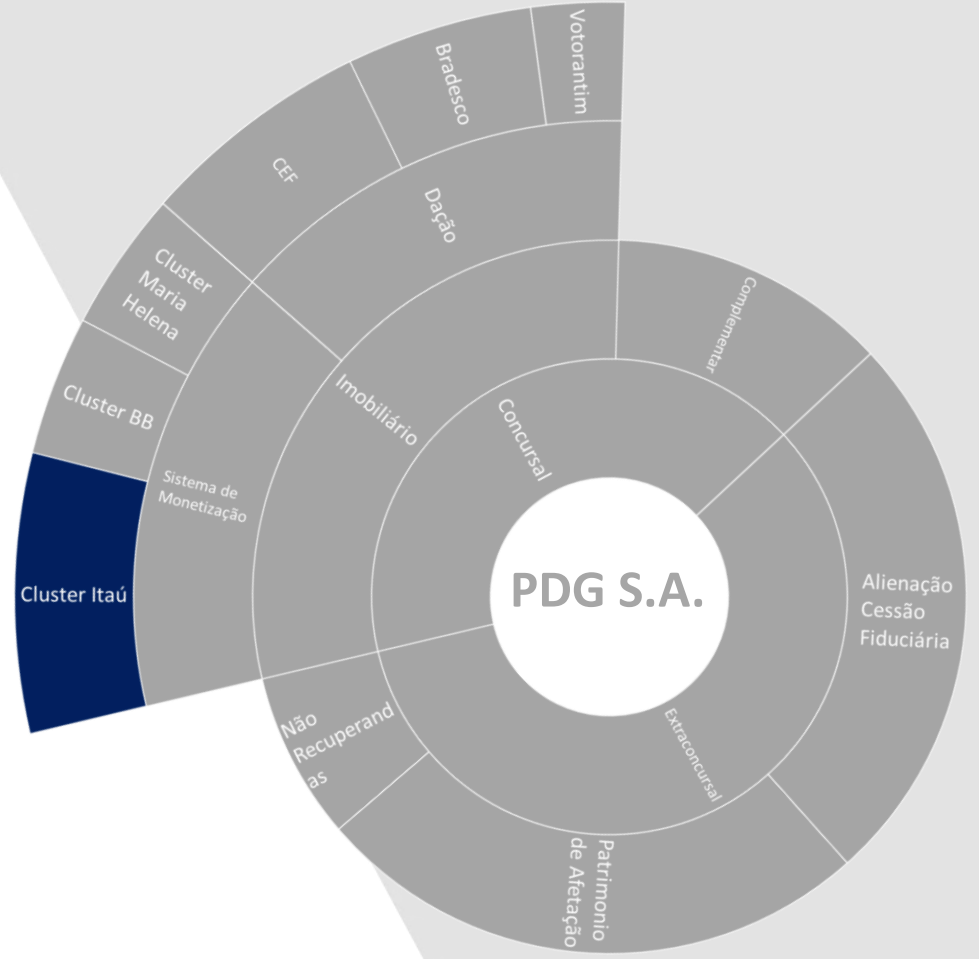 Votorantim
Bradesco
CEF
Dação
Cluster
Maria
Helena
Complementar
Cluster BB
Imobiliário
Concursal
Sistema de
Monetização
Cluster Itaú
PDG S.A.
Alienação
Cessão
Fiduciária
Não
Recuperand
as
Extraconcursal
Patrimonio
de Afetação